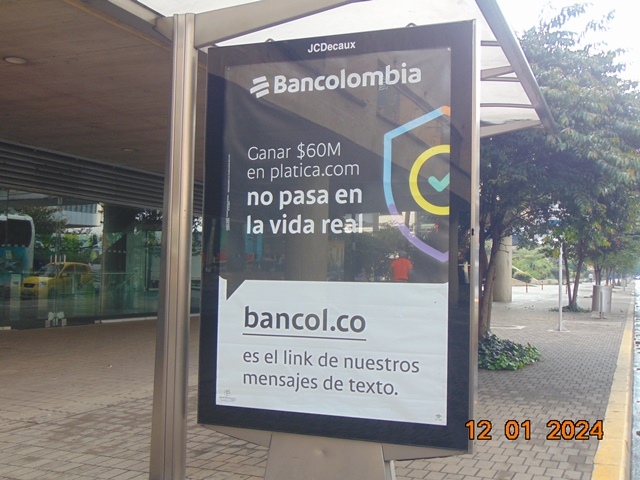 JCDecaux
Bancolombia
Ganar $60M
en platica.com
no pasa en
la vida real
bancol.co
es el link de nuestros
mensajes de texto.
12 01 2024